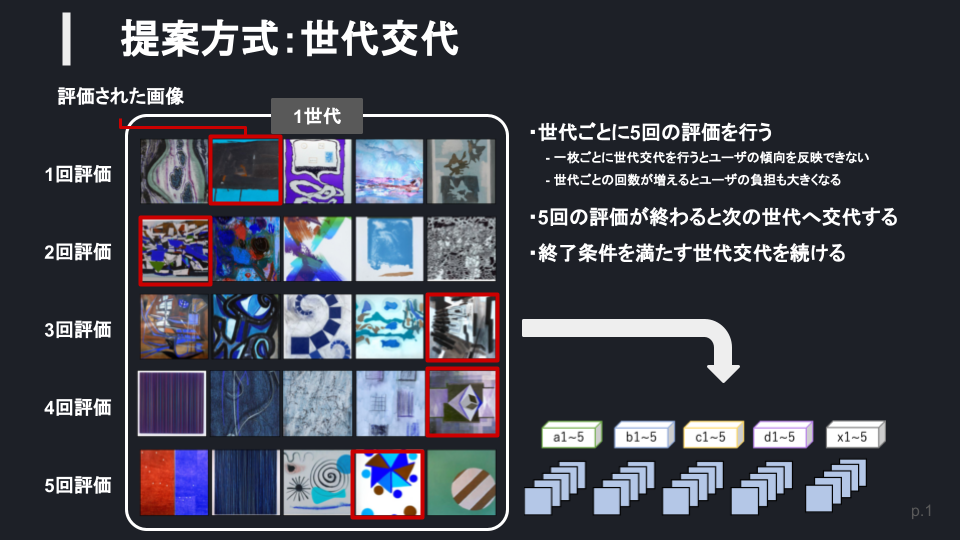 提案方式：世代交代
評価された画像
1世代
1回評価
2回評価
3回評価
4回評価
5回評価
・世代ごとに5回の評価を行う
- 一枚ごとに世代交代を行うとユーザの傾向を反映できない
- 世代ごとの回数が増えるとユーザの負担も大きくなる
・5回の評価が終わると次の世代へ交代する
・終了条件を満たす世代交代を続ける
a1~5
b1~5
c1~5
d1~5
x1~5
p.1